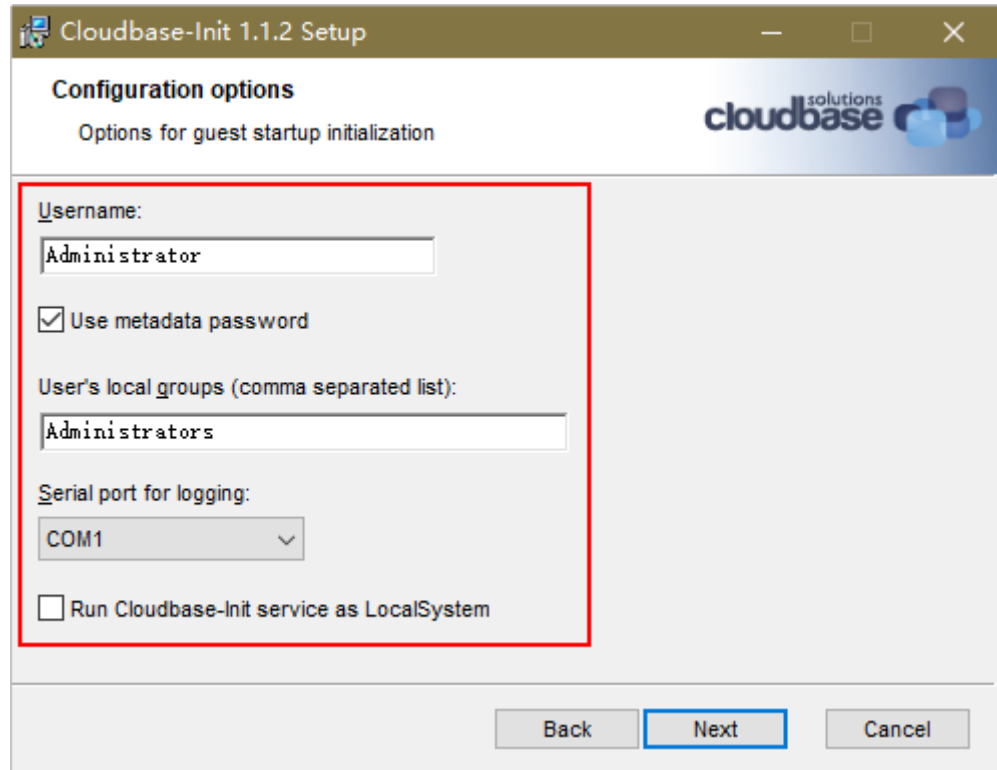 Cloudbase-Init 1.1.2 Setup
Configuration options
Options for guest startup initialization
cloudbase solutions
Username:
Administrator
Use metadata password
User's local groups (comma separated list):
Administrators
Serial port for logging:
COM1
Run Cloudbase-Init service as LocalSystem
Back Next Cancel